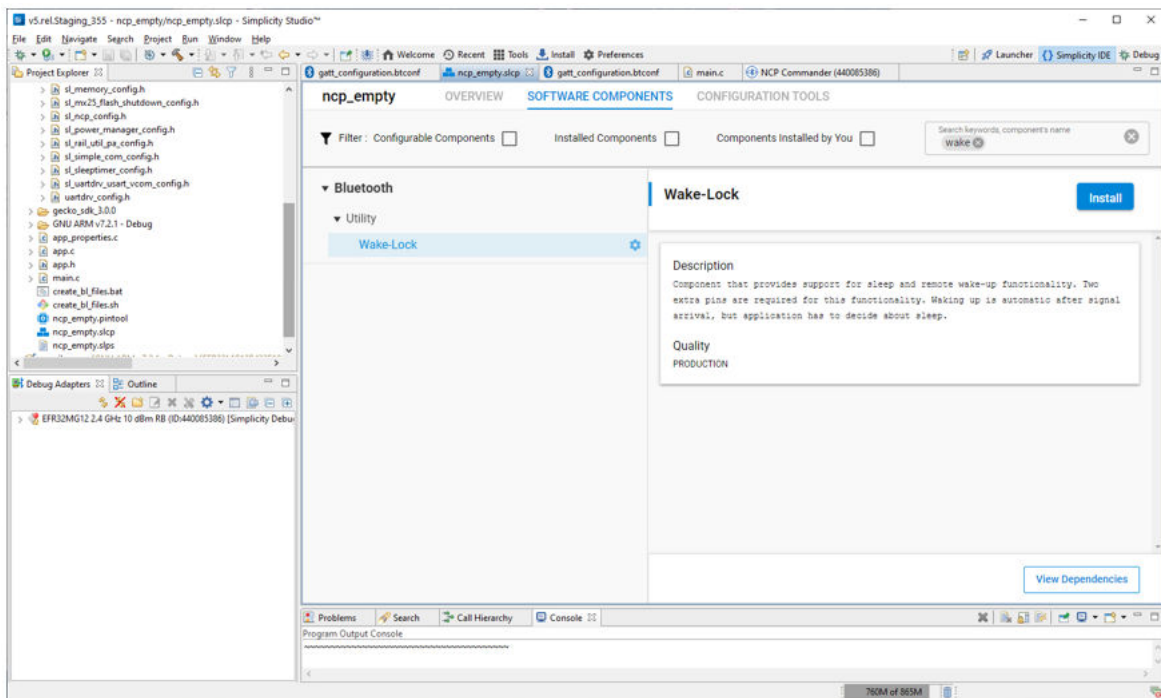 v5.rel.Staging_355 - ncp_empty/ncp_empty.slcp - Simplicity Studio™
File Edit Navigate Search Project Run Window Help
Welcome Recent Tools Install Preferences
Launcher Simplicity IDE Debug
Project Explorer
sl_memory_config.h
sl_mx25_flash_shutdown_config.h
sl_ncp_config.h
sl_power_manager_config.h
sl_rail_util_pa_config.h
sl_simple_com_config.h
sl_sleeptimer_config.h
sl_uartdrv_usart_vcom_config.h
uartdrv_config.h
gecko_sdk_3.0.0
GNU ARM v7.2.1 - Debug
app_properties.c
app.c
app.h
main.c
create_bl_files.bat
create_bl_files.sh
ncp_empty.pintool
ncp_empty.slcp
ncp_empty.slps
Debug Adapters Outline
EFR32MG12 2.4 GHz 10 dBm RB (ID:440085386) [Simplicity Debu
gatt_configuration.btconf ncp_empty.slcp gatt_configuration.btconf main.c NCP Commander (440085386)
ncp_empty OVERVIEW SOFTWARE COMPONENTS CONFIGURATION TOOLS
Filter : Configurable Components Installed Components Components Installed by You
Search keywords, component's name
wake
Bluetooth
Utility
Wake-Lock
Wake-Lock
Install
Description
Component that provides support for sleep and remote wake-up functionality. Two
extra pins are required for this functionality. Waking up is automatic after signal
arrival, but application has to decide about sleep.
Quality
PRODUCTION
View Dependencies
Problems Search Call Hierarchy Console
Program Output Console
~~~~~~~~~~~~~~~~~~~~~~~~~~~~~~~~~~~~~~~~
760M of 865M